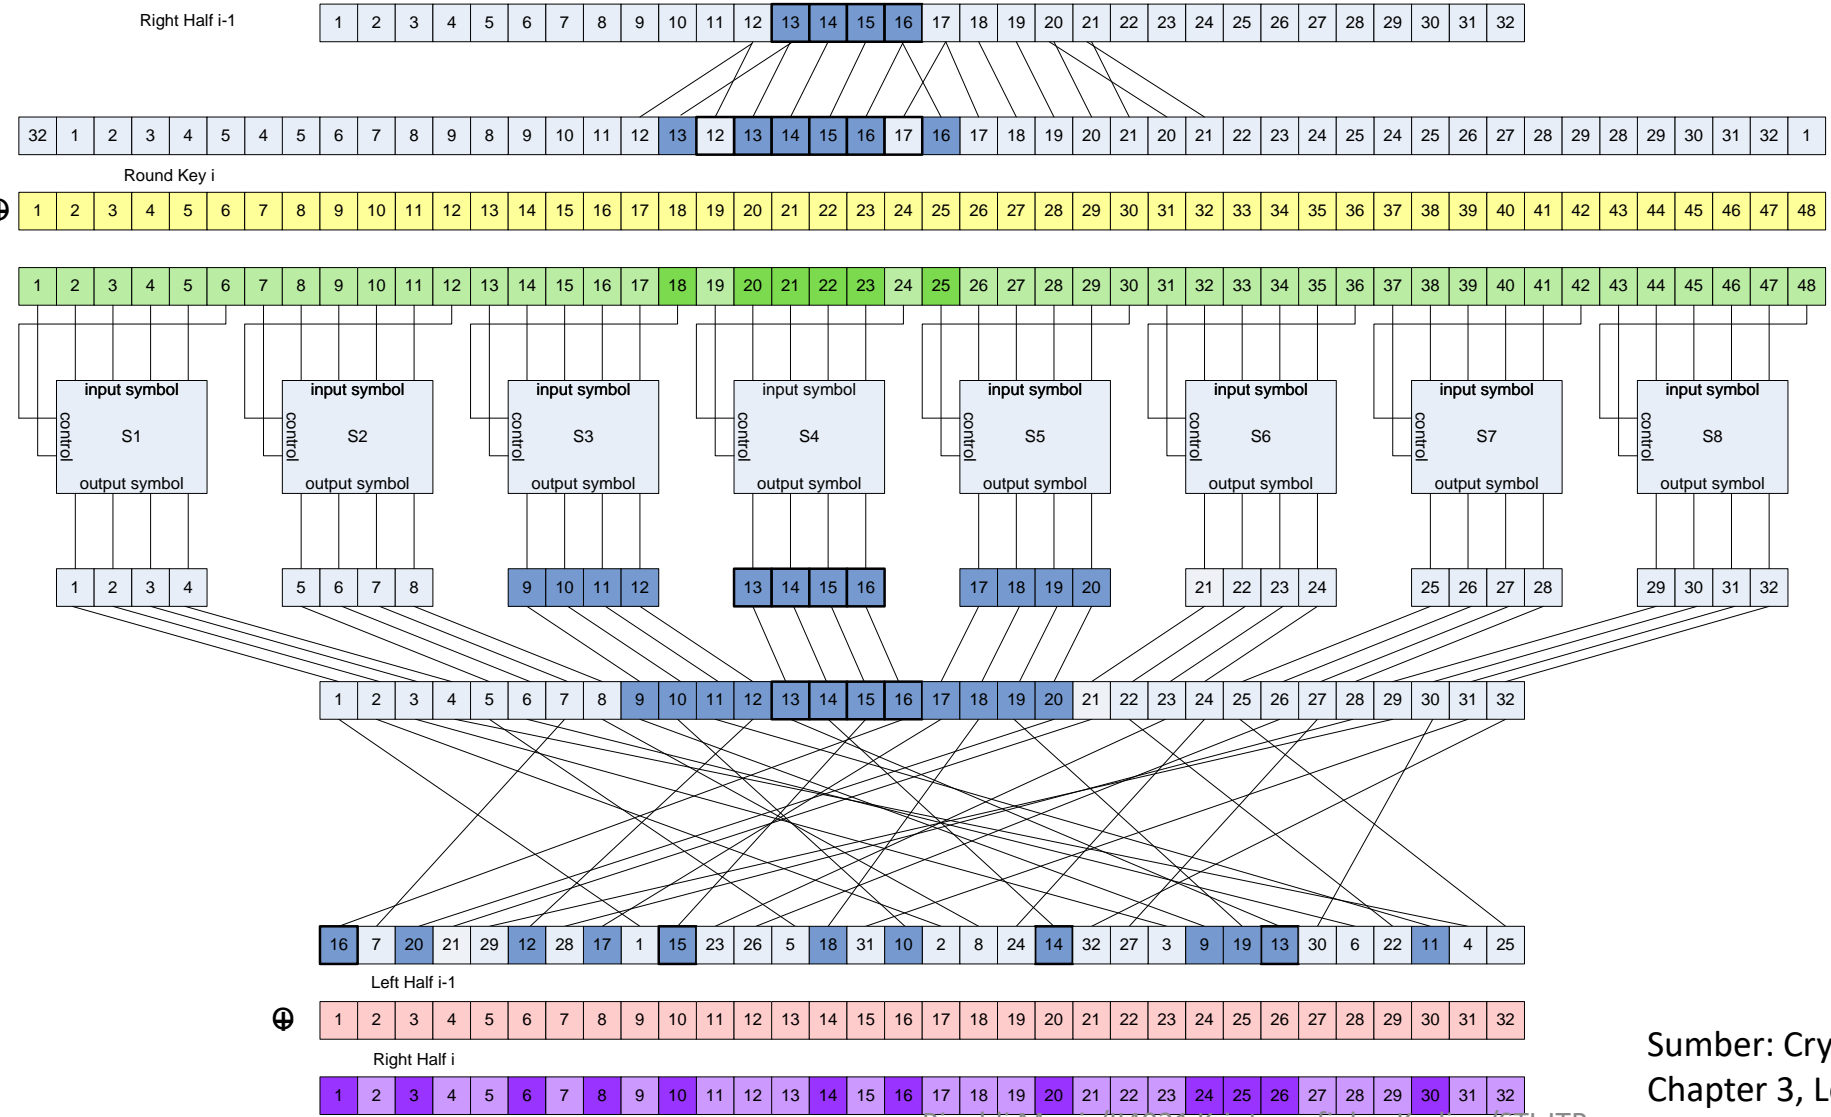 Right Half i-1
1 2 3 4 5 6 7 8 9 10 11 12 13 14 15 16 17 18 19 20 21 22 23 24 25 26 27 28 29 30 31 32
32 1 2 3 4 5 4 5 6 7 8 9 8 9 10 11 12 13 12 13 14 15 16 17 16 17 18 19 20 21 20 21 22 23 24 25 24 25 26 27 28 29 28 29 30 31 32 1
Round Key i
⊕ 1 2 3 4 5 6 7 8 9 10 11 12 13 14 15 16 17 18 19 20 21 22 23 24 25 26 27 28 29 30 31 32 33 34 35 36 37 38 39 40 41 42 43 44 45 46 47 48
1 2 3 4 5 6 7 8 9 10 11 12 13 14 15 16 17 18 19 20 21 22 23 24 25 26 27 28 29 30 31 32 33 34 35 36 37 38 39 40 41 42 43 44 45 46 47 48
input symbol input symbol input symbol input symbol input symbol input symbol input symbol input symbol
control S1 control S2 control S3 control S4 control S5 control S6 control S7 control S8
output symbol output symbol output symbol output symbol output symbol output symbol output symbol output symbol
1 2 3 4 5 6 7 8 9 10 11 12 13 14 15 16 17 18 19 20 21 22 23 24 25 26 27 28 29 30 31 32
1 2 3 4 5 6 7 8 9 10 11 12 13 14 15 16 17 18 19 20 21 22 23 24 25 26 27 28 29 30 31 32
16 7 20 21 29 12 28 17 1 15 23 26 5 18 31 10 2 8 24 14 32 27 3 9 19 13 30 6 22 11 4 25
Left Half i-1
⊕ 1 2 3 4 5 6 7 8 9 10 11 12 13 14 15 16 17 18 19 20 21 22 23 24 25 26 27 28 29 30 31 32
Right Half i
1 2 3 4 5 6 7 8 9 10 11 12 13 14 15 16 17 18 19 20 21 22 23 24 25 26 27 28 29 30 31 32
Sumber: Cry
Chapter 3, L